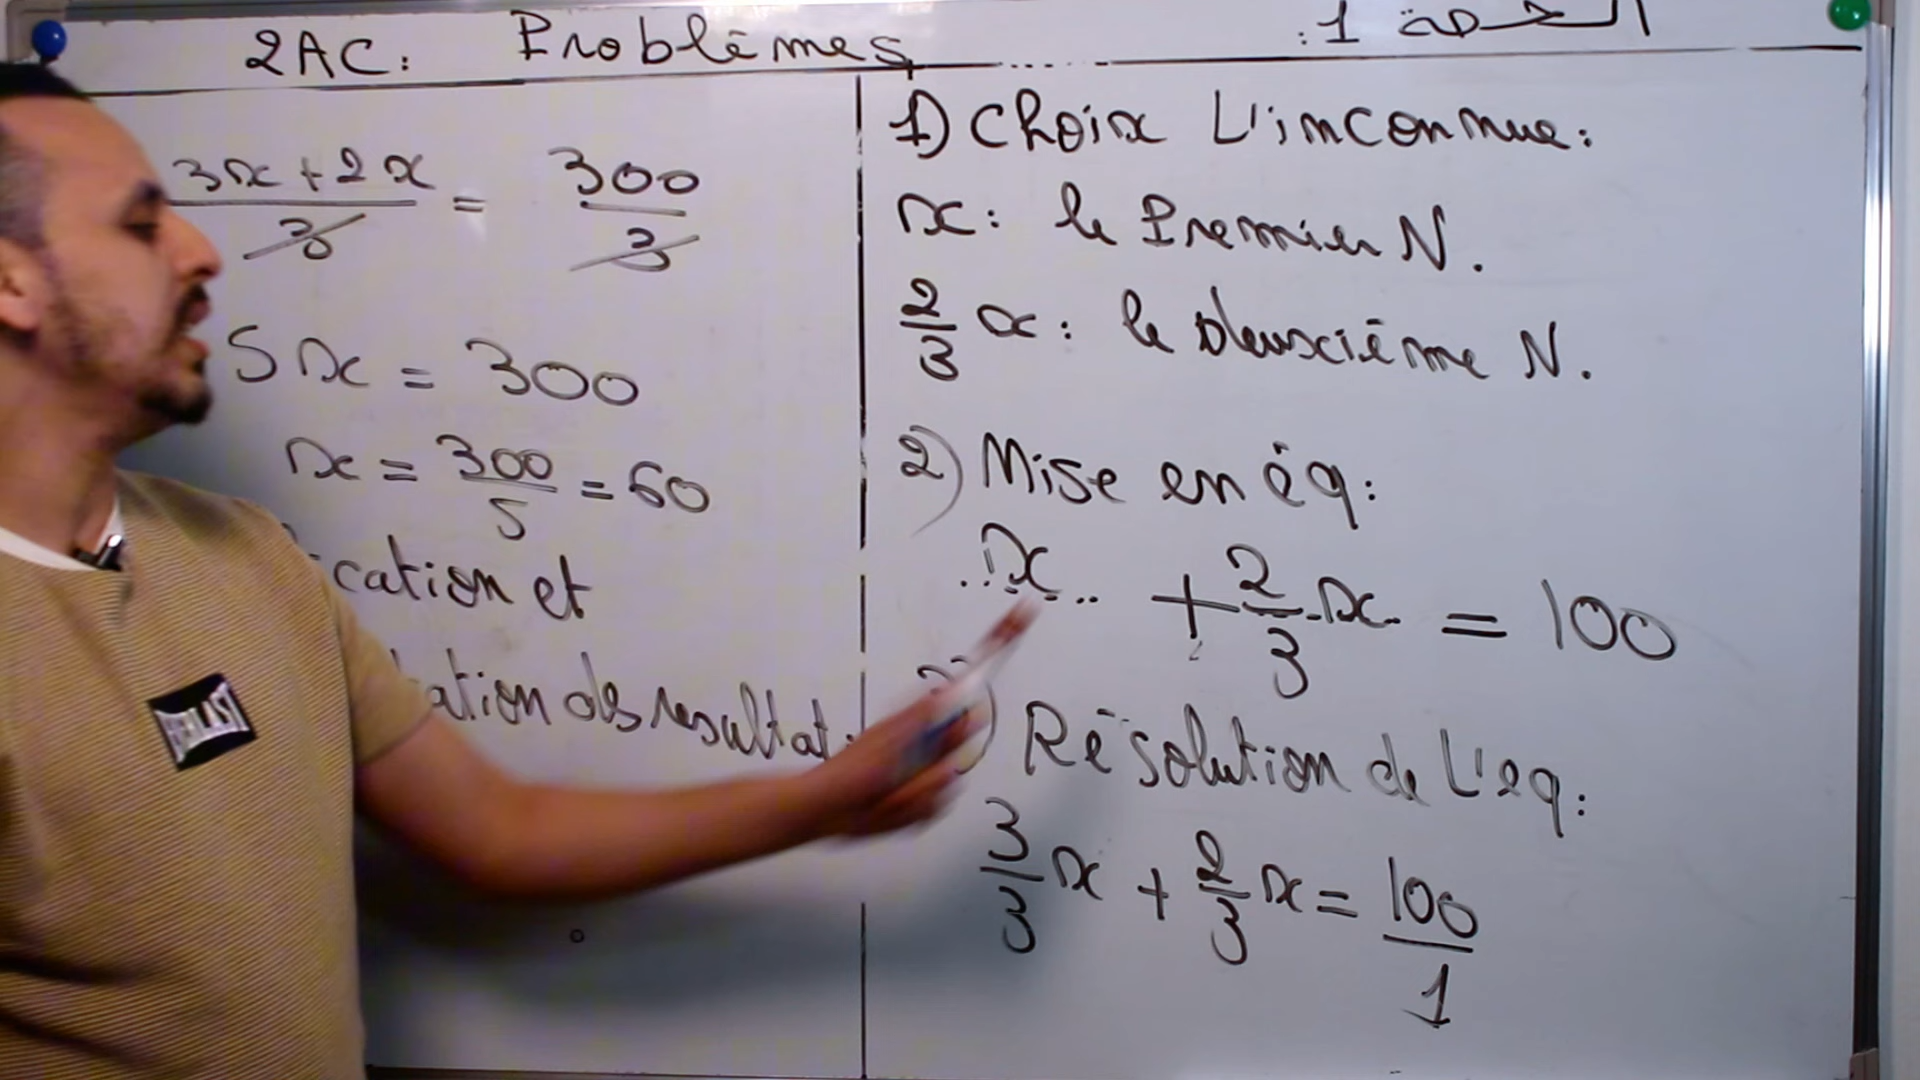 2AC: Problèmes
الحصة 1:
1) Choix L'inconnue:
x: le Premier N.
2/3 x: le deuxième N.
2) Mise en éq:
..x.. + 2/3 x = 100
Résolution de L'eq:
3/3 x + 2/3 x = 100/1
3x + 2x / 3 = 300 / 3
5x = 300
x = 300/5 = 60
cation et
ation des resultat: